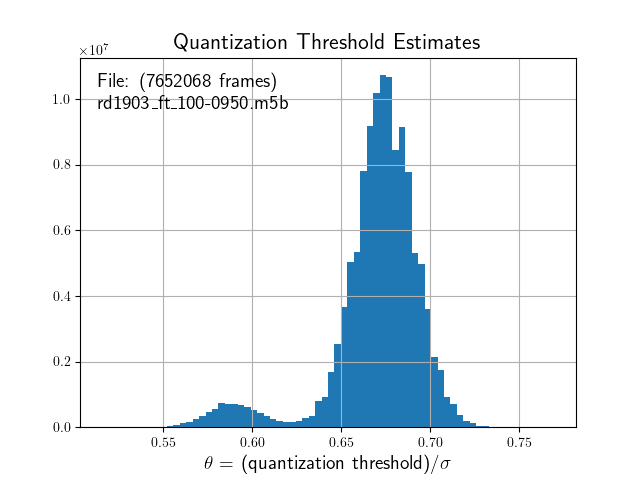 Quantization Threshold Estimates
×10⁷
File: (7652068 frames)
rd1903_ft_100-0950.m5b
1.0
0.8
0.6
0.4
0.2
0.0
0.55 0.60 0.65 0.70 0.75
θ = (quantization threshold)/σ